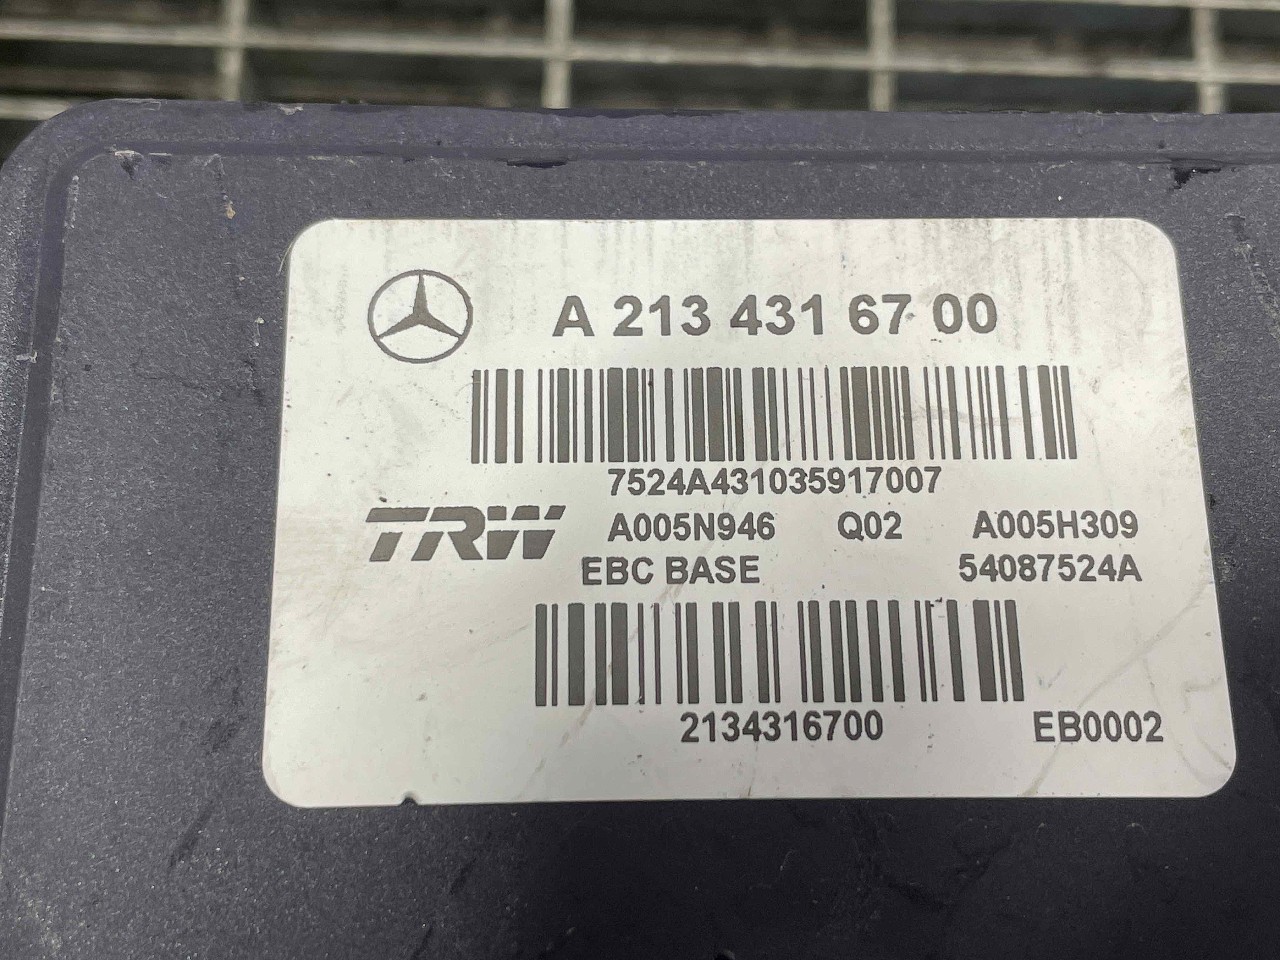 A 213 431 67 00
7524A431035917007
TRW A005N946 Q02 A005H309
EBC BASE 54087524A
2134316700 EB0002